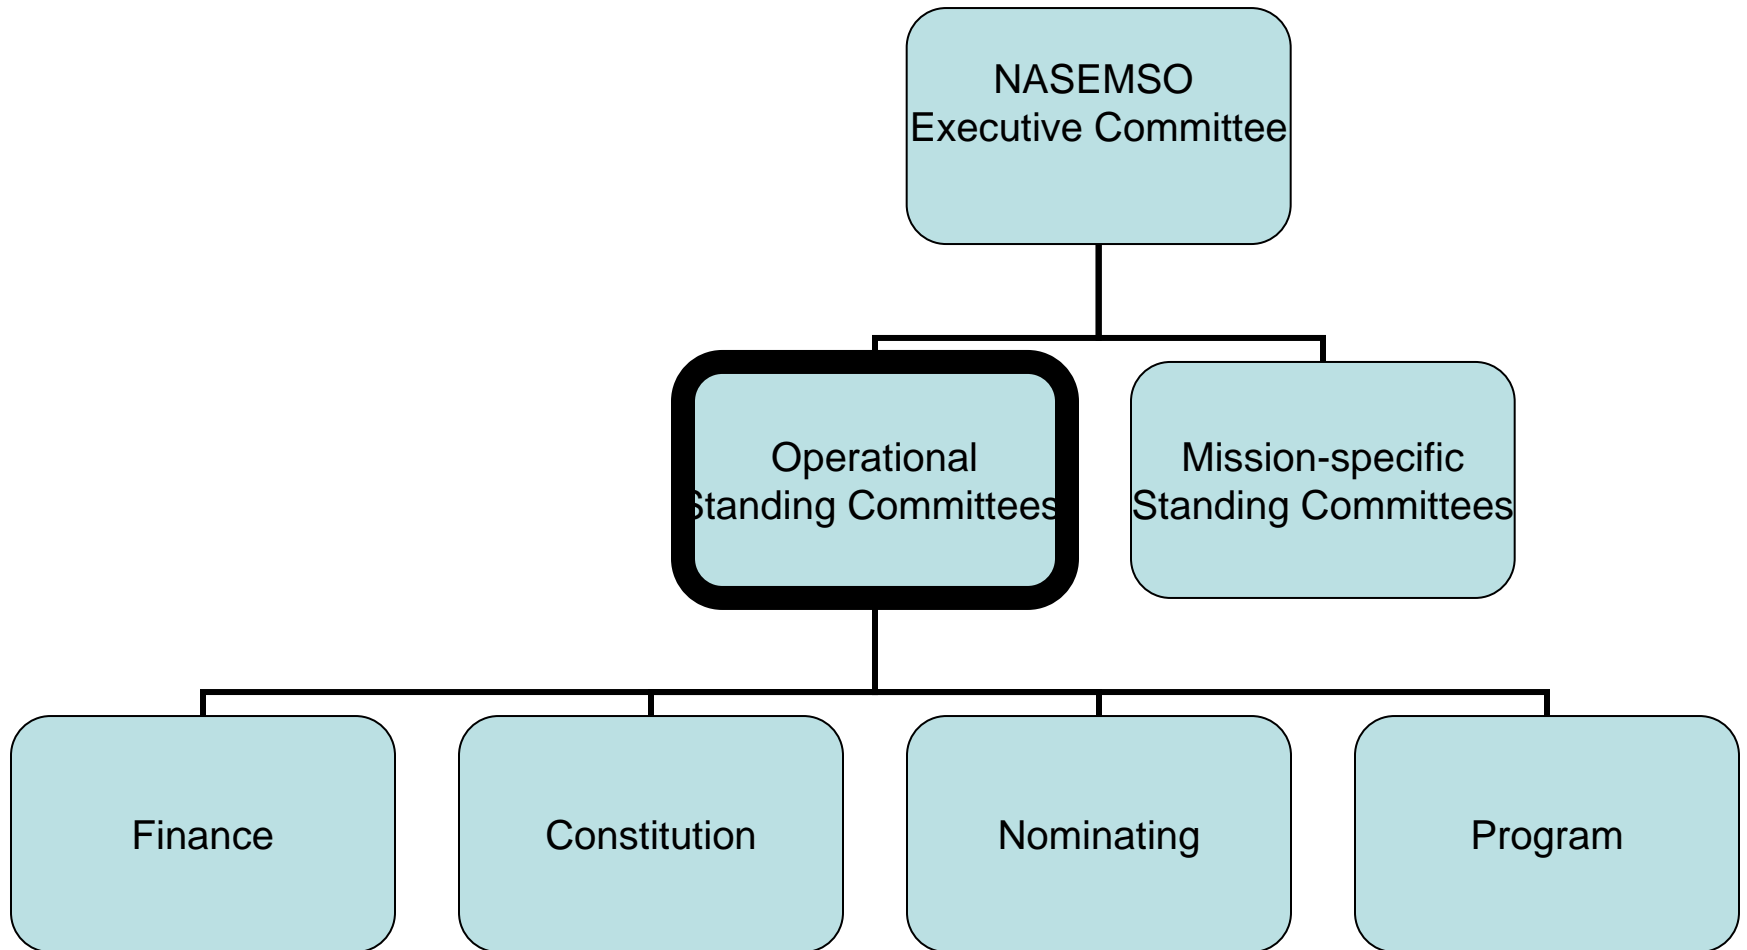 NASEMSO
Executive Committee
Operational
Standing Committees
Mission-specific
Standing Committees
Finance
Constitution
Nominating
Program